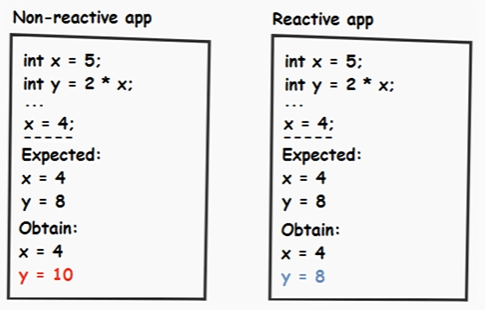 Non-reactive app
int x = 5;
int y = 2 * x;
...
x = 4;
Expected:
x = 4
y = 8
Obtain:
x = 4
y = 10
Reactive app
int x = 5;
int y = 2 * x;
...
x = 4;
Expected:
x = 4
y = 8
Obtain:
x = 4
y = 8